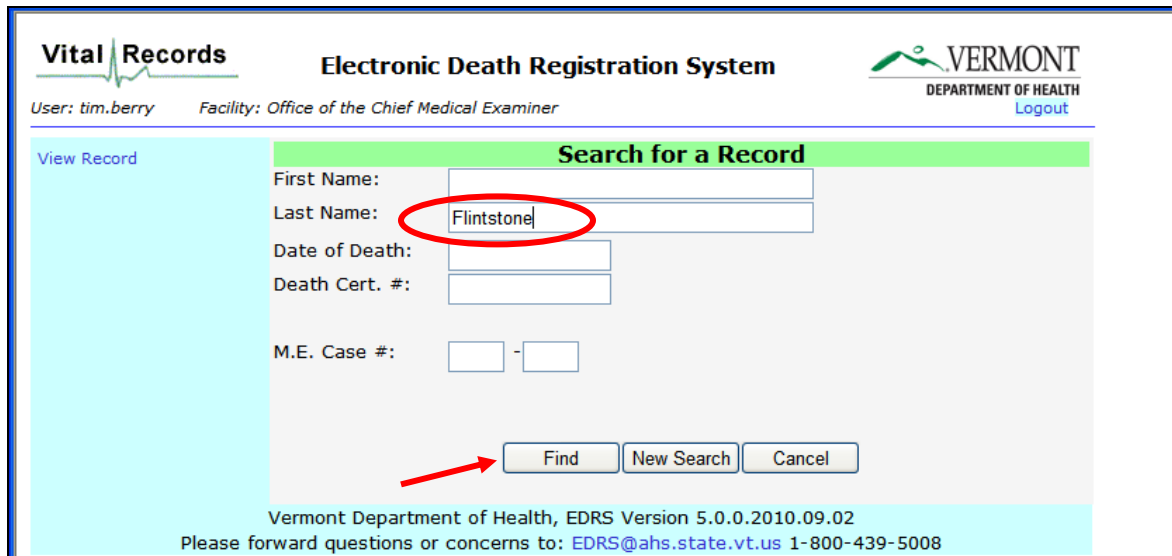 Vital Records
Electronic Death Registration System
VERMONT
DEPARTMENT OF HEALTH
User: tim.berry Facility: Office of the Chief Medical Examiner
Logout
View Record
Search for a Record
First Name:
Last Name: Flintstone
Date of Death:
Death Cert. #:
M.E. Case #: -
Find New Search Cancel
Vermont Department of Health, EDRS Version 5.0.0.2010.09.02
Please forward questions or concerns to: EDRS@ahs.state.vt.us 1-800-439-5008